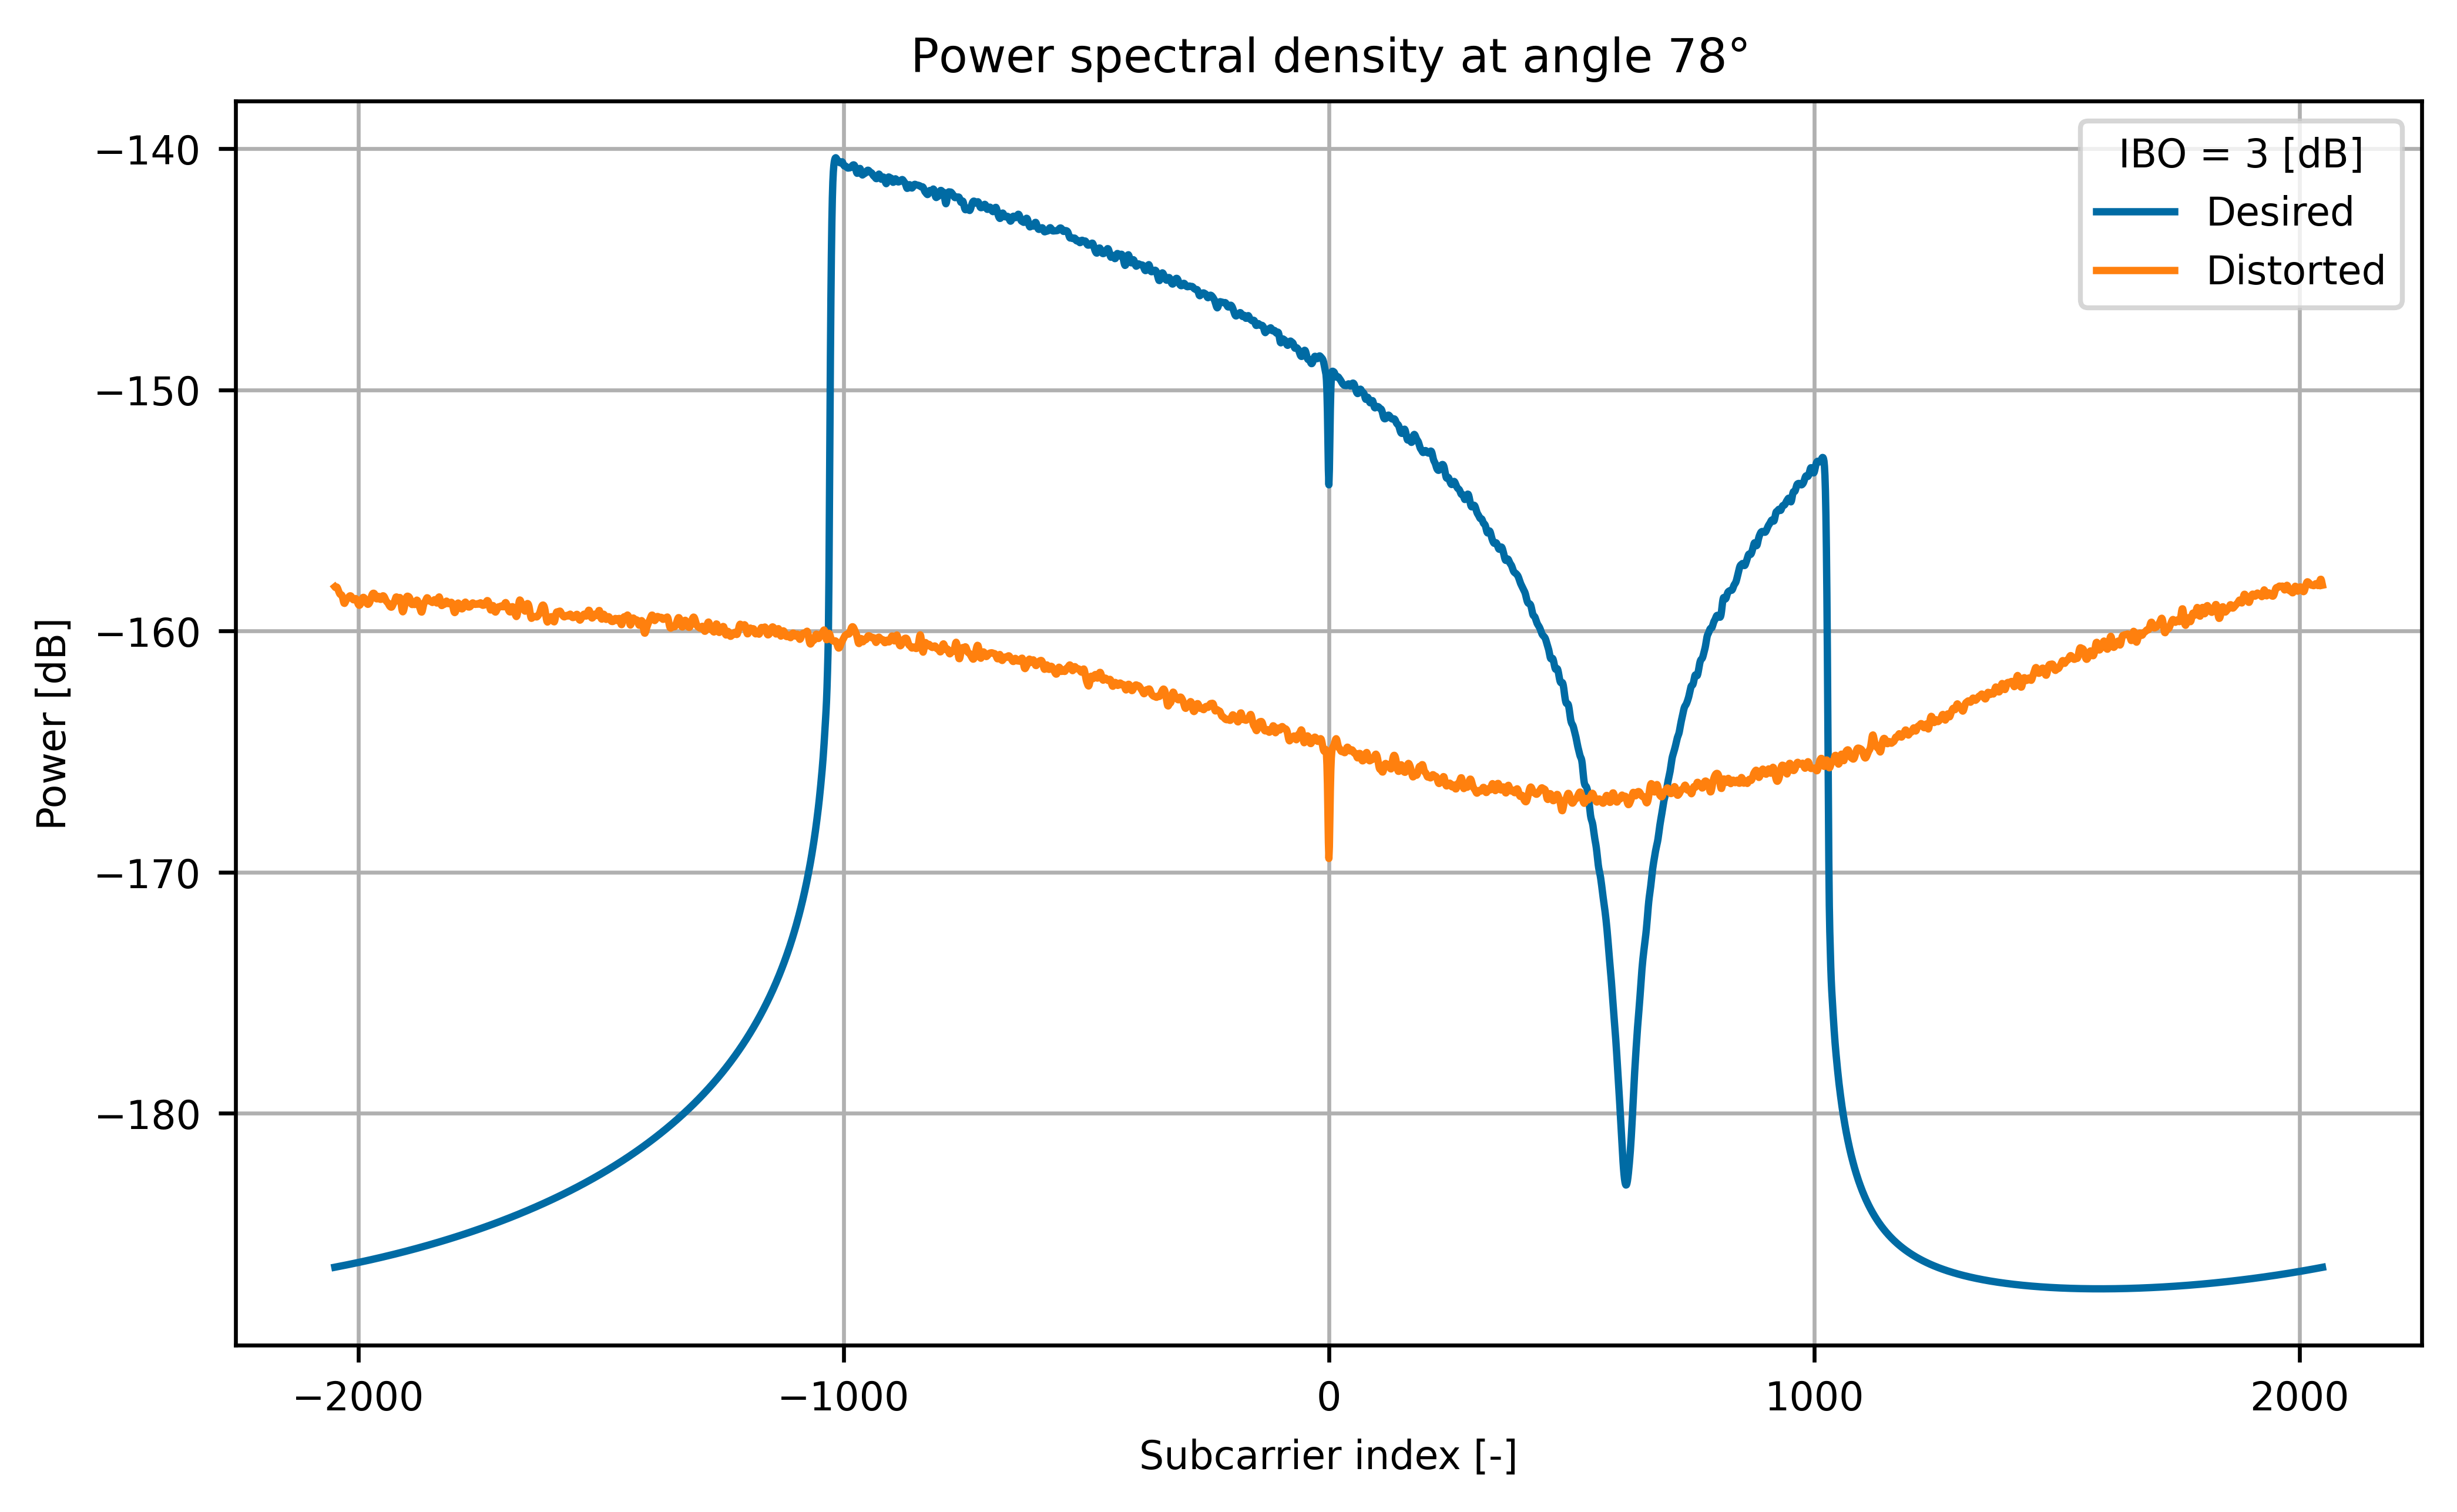 Power spectral density at angle 78°
IBO = 3 [dB]
Desired
Distorted
Power [dB]
−140
−150
−160
−170
−180
−2000
−1000
0
1000
2000
Subcarrier index [-]